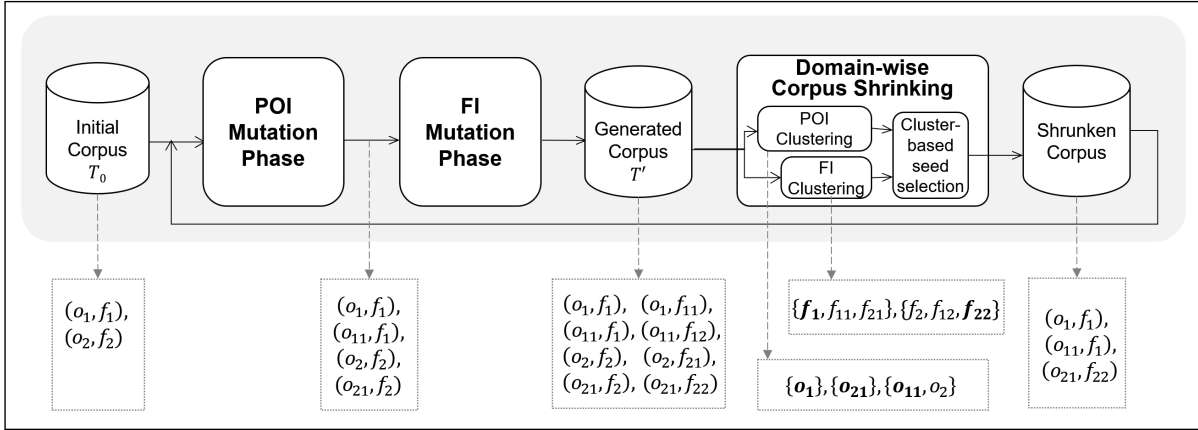 Initial
Corpus
T₀
POI
Mutation
Phase
FI
Mutation
Phase
Generated
Corpus
T′
Domain-wise
Corpus Shrinking
POI
Clustering
FI
Clustering
Cluster-
based
seed
selection
Shrunken
Corpus
(o₁,f₁),
(o₂,f₂)
(o₁,f₁),
(o₁₁,f₁),
(o₂,f₂),
(o₂₁,f₂)
(o₁,f₁), (o₁,f₁₁),
(o₁₁,f₁), (o₁₁,f₁₂),
(o₂,f₂), (o₂,f₂₁),
(o₂₁,f₂), (o₂₁,f₂₂)
{f₁,f₁₁,f₂₁},{f₂,f₁₂,f₂₂}
{o₁},{o₂₁},{o₁₁,o₂}
(o₁,f₁),
(o₁₁,f₁),
(o₂₁,f₂₂)